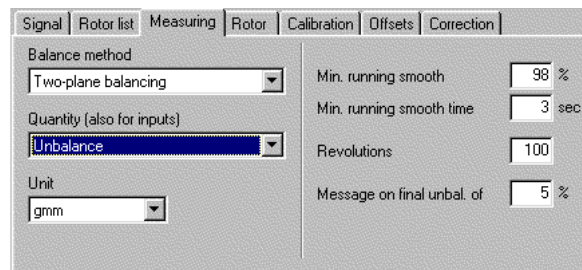 Signal Rotor list Measuring Rotor Calibration Offsets Correction
Balance method
Two-plane balancing
Quantity (also for inputs)
Unbalance
Unit
gmm
Min. running smooth 98 %
Min. running smooth time 3 sec
Revolutions 100
Message on final unbal. of 5 %